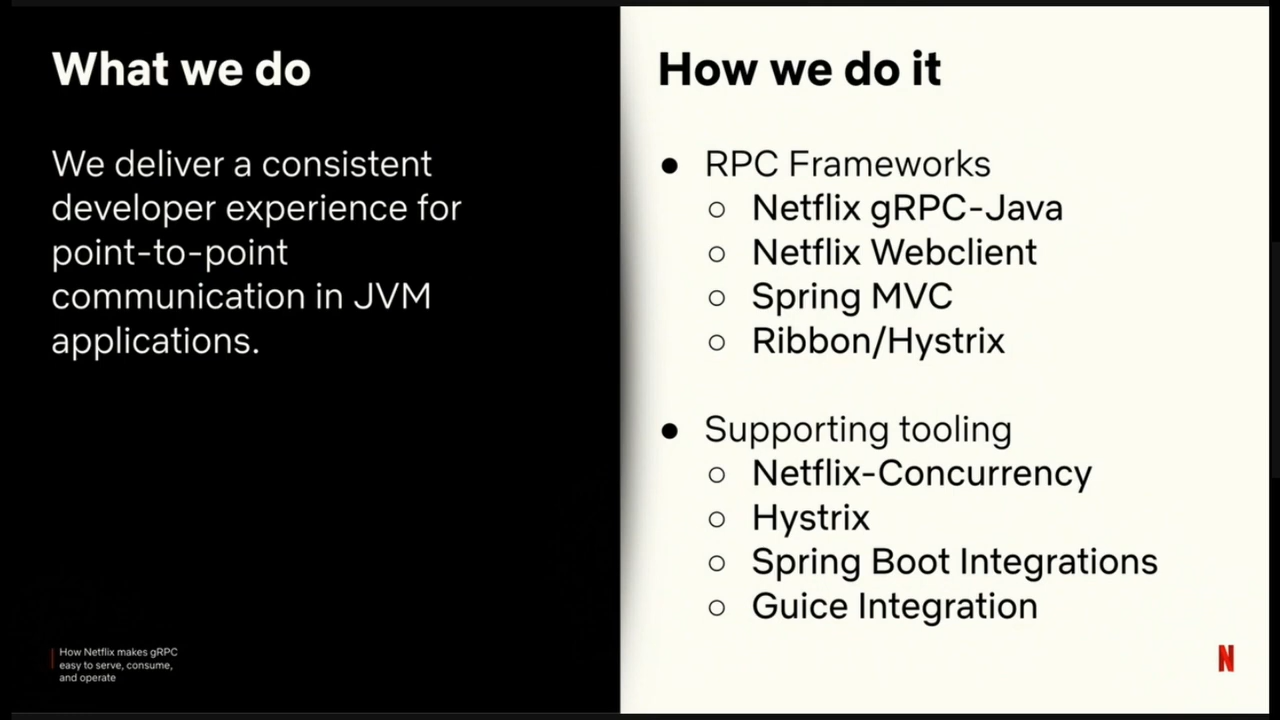 What we do
We deliver a consistent
developer experience for
point-to-point
communication in JVM
applications.
How Netflix makes gRPC
easy to serve, consume,
and operate
How we do it
● RPC Frameworks
○ Netflix gRPC-Java
○ Netflix Webclient
○ Spring MVC
○ Ribbon/Hystrix
● Supporting tooling
○ Netflix-Concurrency
○ Hystrix
○ Spring Boot Integrations
○ Guice Integration
N